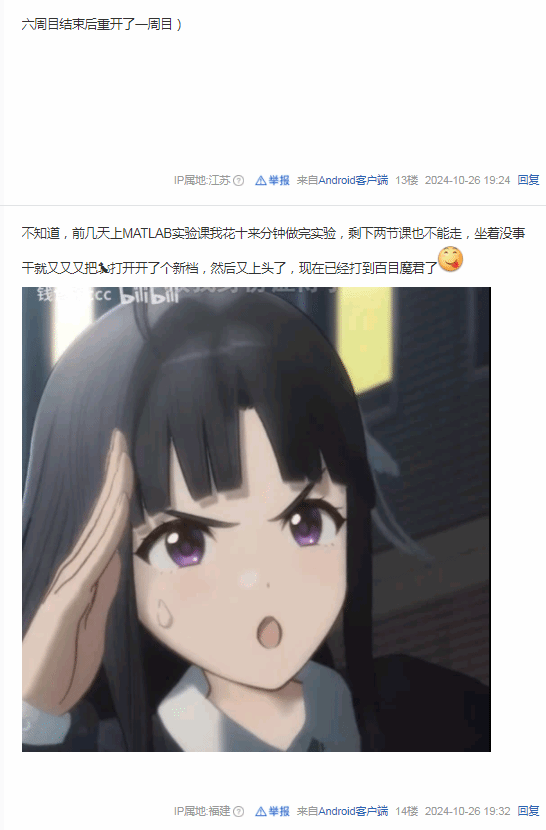 六周目结束后重开了一周目）
IP属地:江苏 举报 来自Android客户端 13楼 2024-10-26 19:24 回复
不知道，前几天上MATLAB实验课我花十来分钟做完实验，剩下两节课也不能走，坐着没事
干就又又又把🐒打开开了个新档，然后又上头了，现在已经打到百目魔君了
bilibili
IP属地:福建 举报 来自Android客户端 14楼 2024-10-26 19:32 回复